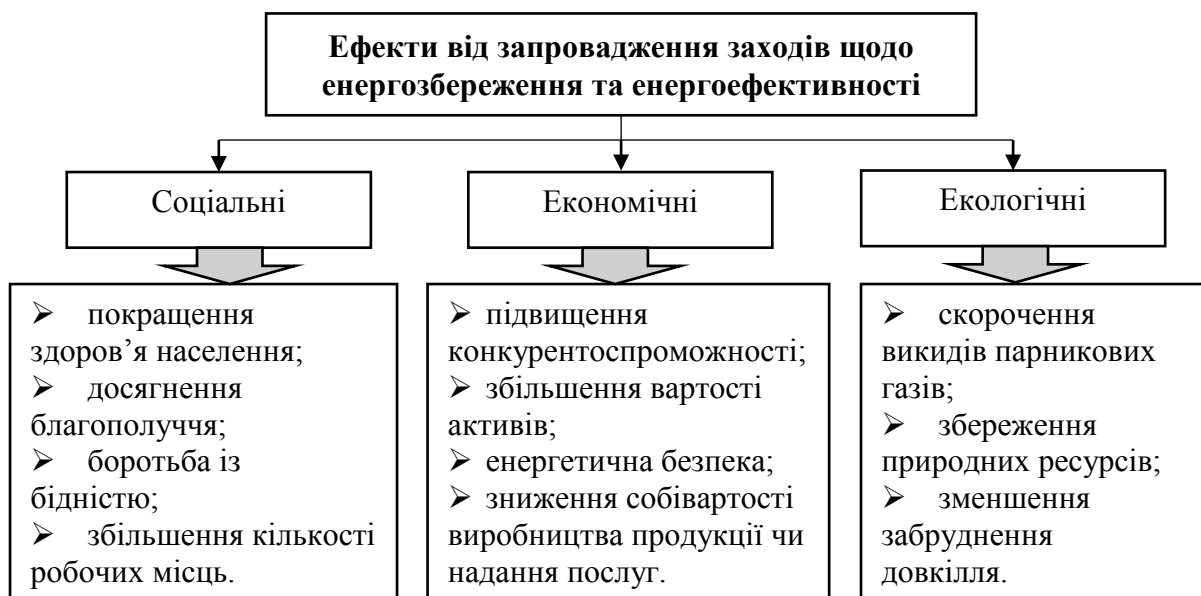 Ефекти від запровадження заходів щодо
енергозбереження та енергоефективності
Соціальні
Економічні
Екологічні
➢ покращення
здоров’я населення;
➢ досягнення
благополуччя;
➢ боротьба із
бідністю;
➢ збільшення кількості
робочих місць.
➢ підвищення
конкурентоспроможності;
➢ збільшення вартості
активів;
➢ енергетична безпека;
➢ зниження собівартості
виробництва продукції чи
надання послуг.
➢ скорочення
викидів парникових
газів;
➢ збереження
природних ресурсів;
➢ зменшення
забруднення
довкілля.